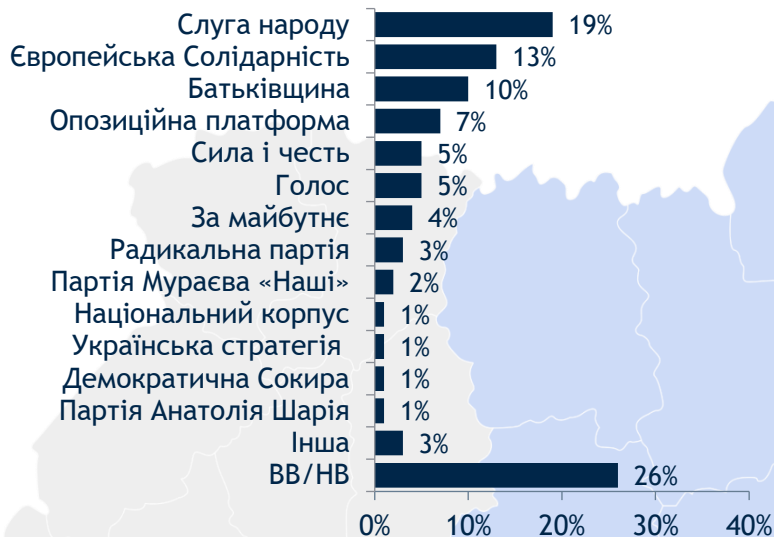 Слуга народу 19%
Європейська Солідарність 13%
Батьківщина 10%
Опозиційна платформа 7%
Сила і честь 5%
Голос 5%
За майбутнє 4%
Радикальна партія 3%
Партія Мураєва «Наші» 2%
Національний корпус 1%
Українська стратегія 1%
Демократична Сокира 1%
Партія Анатолія Шарія 1%
Інша 3%
ВВ/НВ 26%
0% 10% 20% 30% 40%